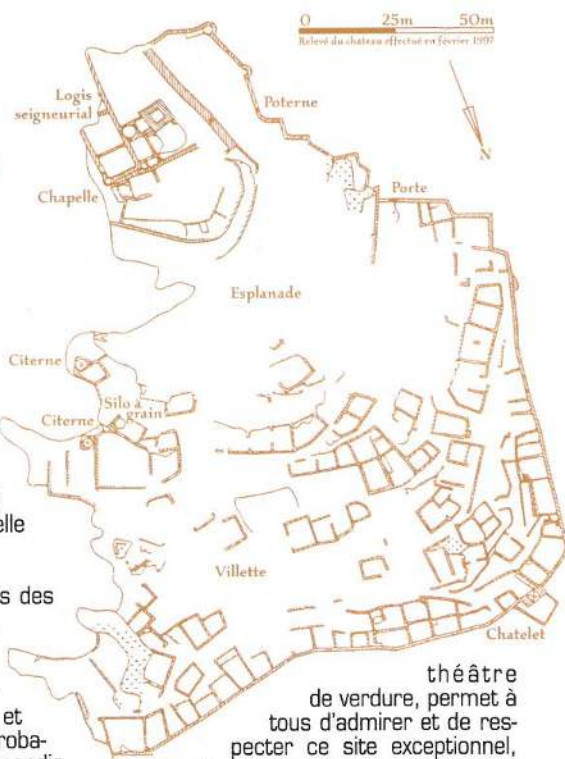 0 25m 50m
Relevé du château effectué en février 1997
N
Logis
seigneurial
Poterne
Chapelle
Porte
Esplanade
Citerne
Silo à
grain
Citerne
elle
Villette
s des
Chatelet
et
roba-
théâtre
de verdure, permet à
tous d'admirer et de res-
pecter ce site exceptionnel,